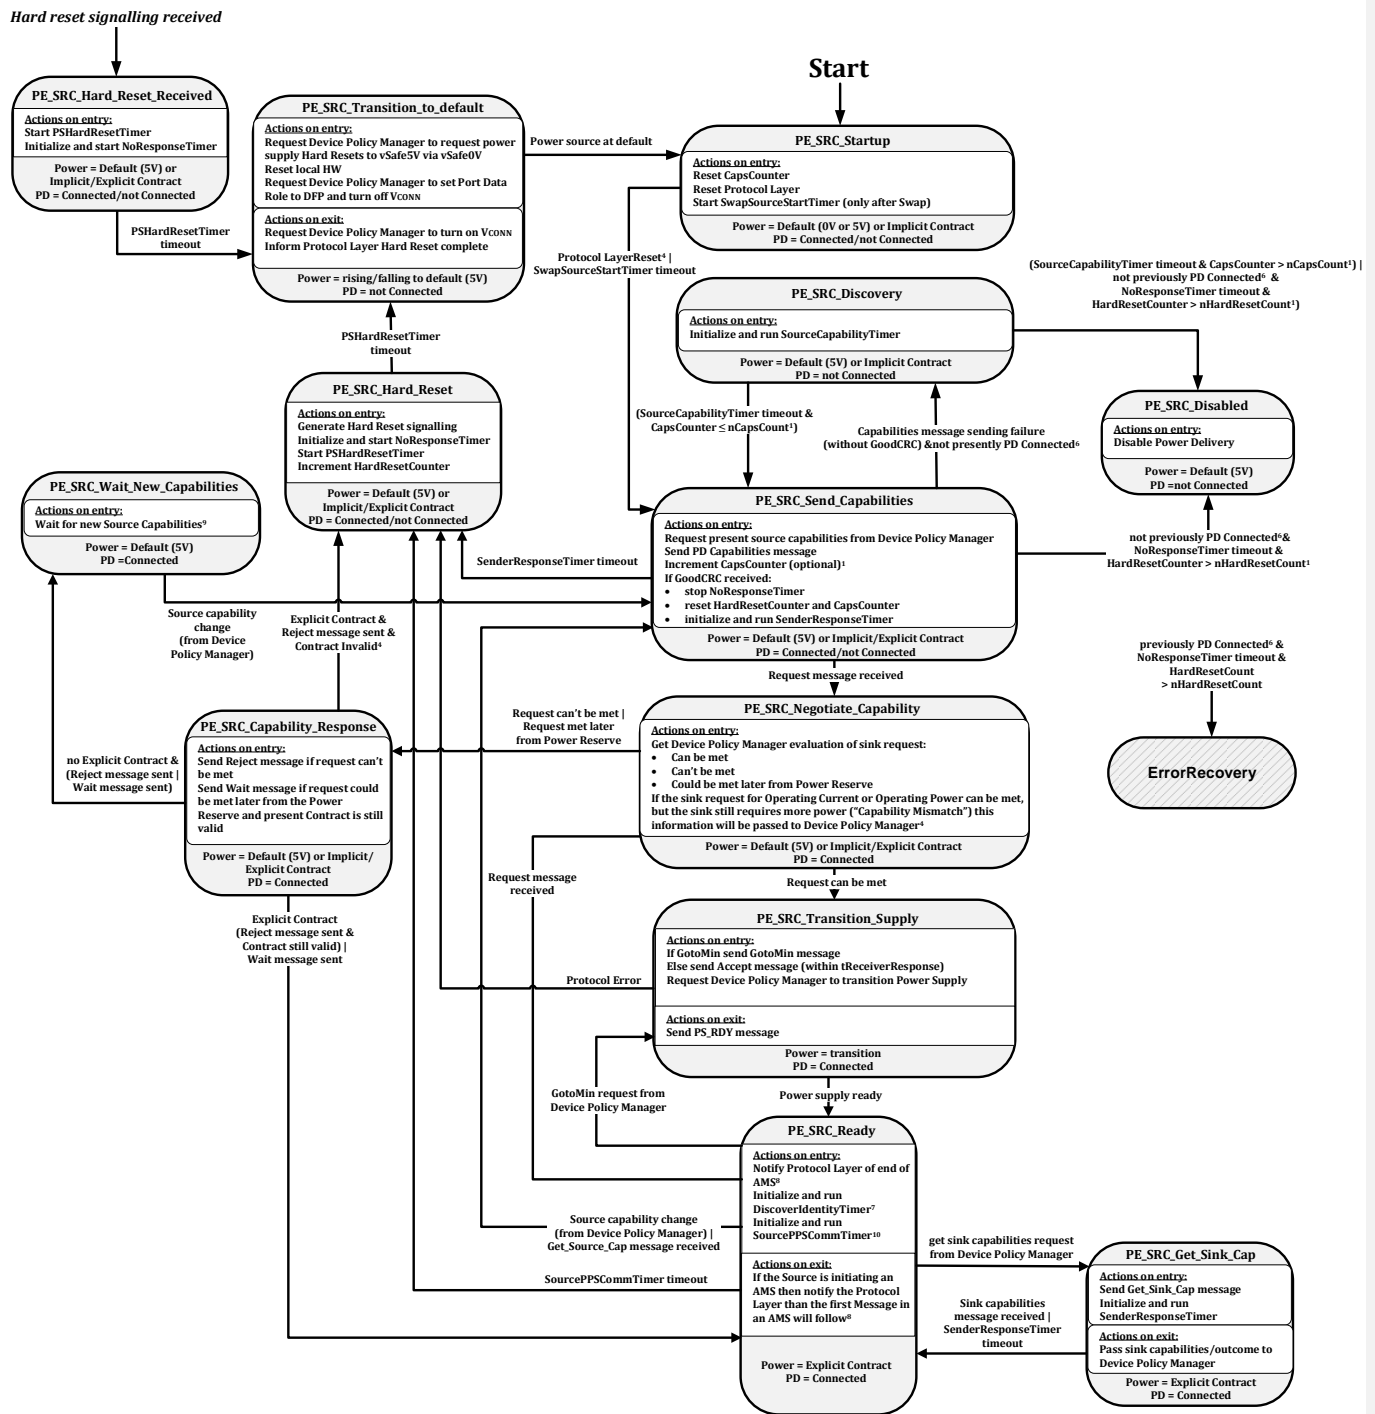 Hard reset signalling received
Start
PE_SRC_Hard_Reset_Received
Actions on entry:
Start PSHardResetTimer
Initialize and start NoResponseTimer
Power = Default (5V) or
Implicit/Explicit Contract
PD = Connected/not Connected
PSHardResetTimer
timeout
PE_SRC_Transition_to_default
Actions on entry:
Request Device Policy Manager to request power
supply Hard Resets to vSafe5V via vSafe0V
Reset local HW
Request Device Policy Manager to set Port Data
Role to DFP and turn off VCONN
Actions on exit:
Request Device Policy Manager to turn on VCONN
Inform Protocol Layer Hard Reset complete
Power = rising/falling to default (5V)
PD = not Connected
Power source at default
PE_SRC_Startup
Actions on entry:
Reset CapsCounter
Reset Protocol Layer
Start SwapSourceStartTimer (only after Swap)
Power = Default (0V or 5V) or Implicit Contract
PD = Connected/not Connected
Protocol LayerReset⁴ |
SwapSourceStartTimer timeout
(SourceCapabilityTimer timeout & CapsCounter > nCapsCount¹) |
not previously PD Connected⁶ &
NoResponseTimer timeout &
HardResetCounter > nHardResetCount¹)
PE_SRC_Discovery
Actions on entry:
Initialize and run SourceCapabilityTimer
Power = Default (5V) or Implicit Contract
PD = not Connected
PSHardResetTimer
timeout
PE_SRC_Hard_Reset
Actions on entry:
Generate Hard Reset signalling
Initialize and start NoResponseTimer
Start PSHardResetTimer
Increment HardResetCounter
Power = Default (5V) or
Implicit/Explicit Contract
PD = Connected/not Connected
(SourceCapabilityTimer timeout &
CapsCounter ≤ nCapsCount¹)
Capabilities message sending failure
(without GoodCRC) &not presently PD Connected⁶
PE_SRC_Disabled
Actions on entry:
Disable Power Delivery
Power = Default (5V)
PD =not Connected
PE_SRC_Wait_New_Capabilities
Actions on entry:
Wait for new Source Capabilities⁹
Power = Default (5V)
PD =Connected
PE_SRC_Send_Capabilities
Actions on entry:
Request present source capabilities from Device Policy Manager
Send PD Capabilities message
Increment CapsCounter (optional)¹
If GoodCRC received:
• stop NoResponseTimer
• reset HardResetCounter and CapsCounter
• initialize and run SenderResponseTimer
Power = Default (5V) or Implicit/Explicit Contract
PD = Connected/not Connected
SenderResponseTimer timeout
not previously PD Connected⁶&
NoResponseTimer timeout &
HardResetCounter > nHardResetCount¹
Source capability
change
(from Device
Policy Manager)
Explicit Contract &
Reject message sent &
Contract Invalid⁴
previously PD Connected⁶ &
NoResponseTimer timeout &
HardResetCount
> nHardResetCount
ErrorRecovery
Request message received
PE_SRC_Negotiate_Capability
Actions on entry:
Get Device Policy Manager evaluation of sink request:
• Can be met
• Can't be met
• Could be met later from Power Reserve
If the sink request for Operating Current or Operating Power can be met,
but the sink still requires more power ("Capability Mismatch") this
information will be passed to Device Policy Manager⁴
Power = Default (5V) or Implicit/Explicit Contract
PD = Connected
Request can't be met |
Request met later
from Power Reserve
PE_SRC_Capability_Response
Actions on entry:
Send Reject message if request can't
be met
Send Wait message if request could
be met later from the Power
Reserve and present Contract is still
valid
Power = Default (5V) or Implicit/
Explicit Contract
PD = Connected
no Explicit Contract &
(Reject message sent |
Wait message sent)
Request message
received
Request can be met
Explicit Contract
(Reject message sent &
Contract still valid) |
Wait message sent
PE_SRC_Transition_Supply
Actions on entry:
If GotoMin send GotoMin message
Else send Accept message (within tReceiverResponse)
Request Device Policy Manager to transition Power Supply
Actions on exit:
Send PS_RDY message
Power = transition
PD = Connected
Protocol Error
GotoMin request from
Device Policy Manager
Power supply ready
PE_SRC_Ready
Actions on entry:
Notify Protocol Layer of end of
AMS⁸
Initialize and run
DiscoverIdentityTimer⁷
Initialize and run
SourcePPSCommTimer¹⁰
Actions on exit:
If the Source is initiating an
AMS then notify the Protocol
Layer than the first Message in
an AMS will follow⁸
Power = Explicit Contract
PD = Connected
Source capability change
(from Device Policy Manager) |
Get_Source_Cap message received
SourcePPSCommTimer timeout
get sink capabilities request
from Device Policy Manager
Sink capabilities
message received |
SenderResponseTimer
timeout
PE_SRC_Get_Sink_Cap
Actions on entry:
Send Get_Sink_Cap message
Initialize and run
SenderResponseTimer
Actions on exit:
Pass sink capabilities/outcome to
Device Policy Manager
Power = Explicit Contract
PD = Connected